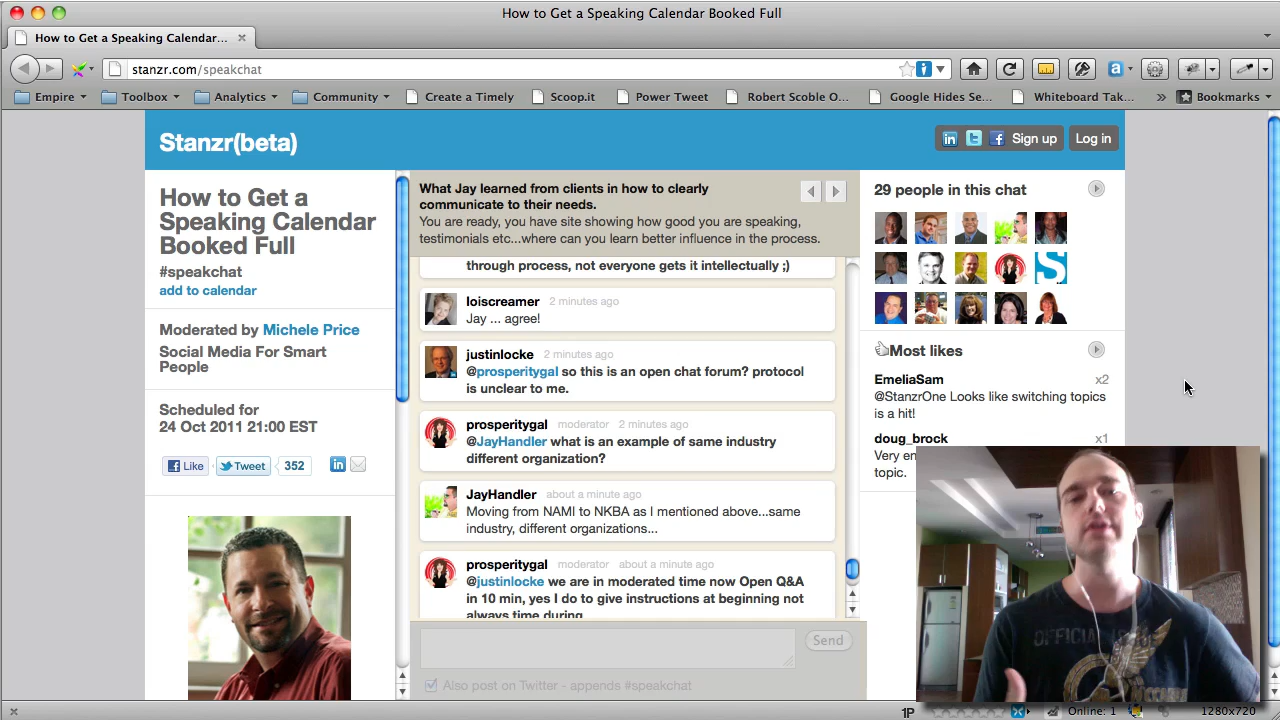 How to Get a Speaking Calendar Booked Full
How to Get a Speaking Calendar...
stanzr.com/speakchat
Empire
Toolbox
Analytics
Community
Create a Timely
Scoop.it
Power Tweet
Robert Scoble O...
Google Hides Se...
Whiteboard Tak...
»
Bookmarks
Stanzr(beta)
Sign up
Log in
How to Get a
Speaking Calendar
Booked Full
#speakchat
add to calendar
Moderated by Michele Price
Social Media For Smart
People
Scheduled for
24 Oct 2011 21:00 EST
Like
Tweet
352
What Jay learned from clients in how to clearly
communicate to their needs.
You are ready, you have site showing how good you are speaking,
testimonials etc...where can you learn better influence in the process.
through process, not everyone gets it intellectually ;)
loiscreamer 2 minutes ago
Jay ... agree!
justinlocke 2 minutes ago
@prosperitygal so this is an open chat forum? protocol
is unclear to me.
prosperitygal moderator 2 minutes ago
@JayHandler what is an example of same industry
different organization?
JayHandler about a minute ago
Moving from NAMI to NKBA as I mentioned above...same
industry, different organizations...
prosperitygal moderator about a minute ago
@justinlocke we are in moderated time now Open Q&A
in 10 min, yes I do to give instructions at beginning not
always time during
Send
Also post on Twitter - appends #speakchat
29 people in this chat
Most likes
EmeliaSam x2
@StanzrOne Looks like switching topics
is a hit!
doug_brock x1
Very en
topic.
OFFICIAL
1P
Online: 1
1280x720